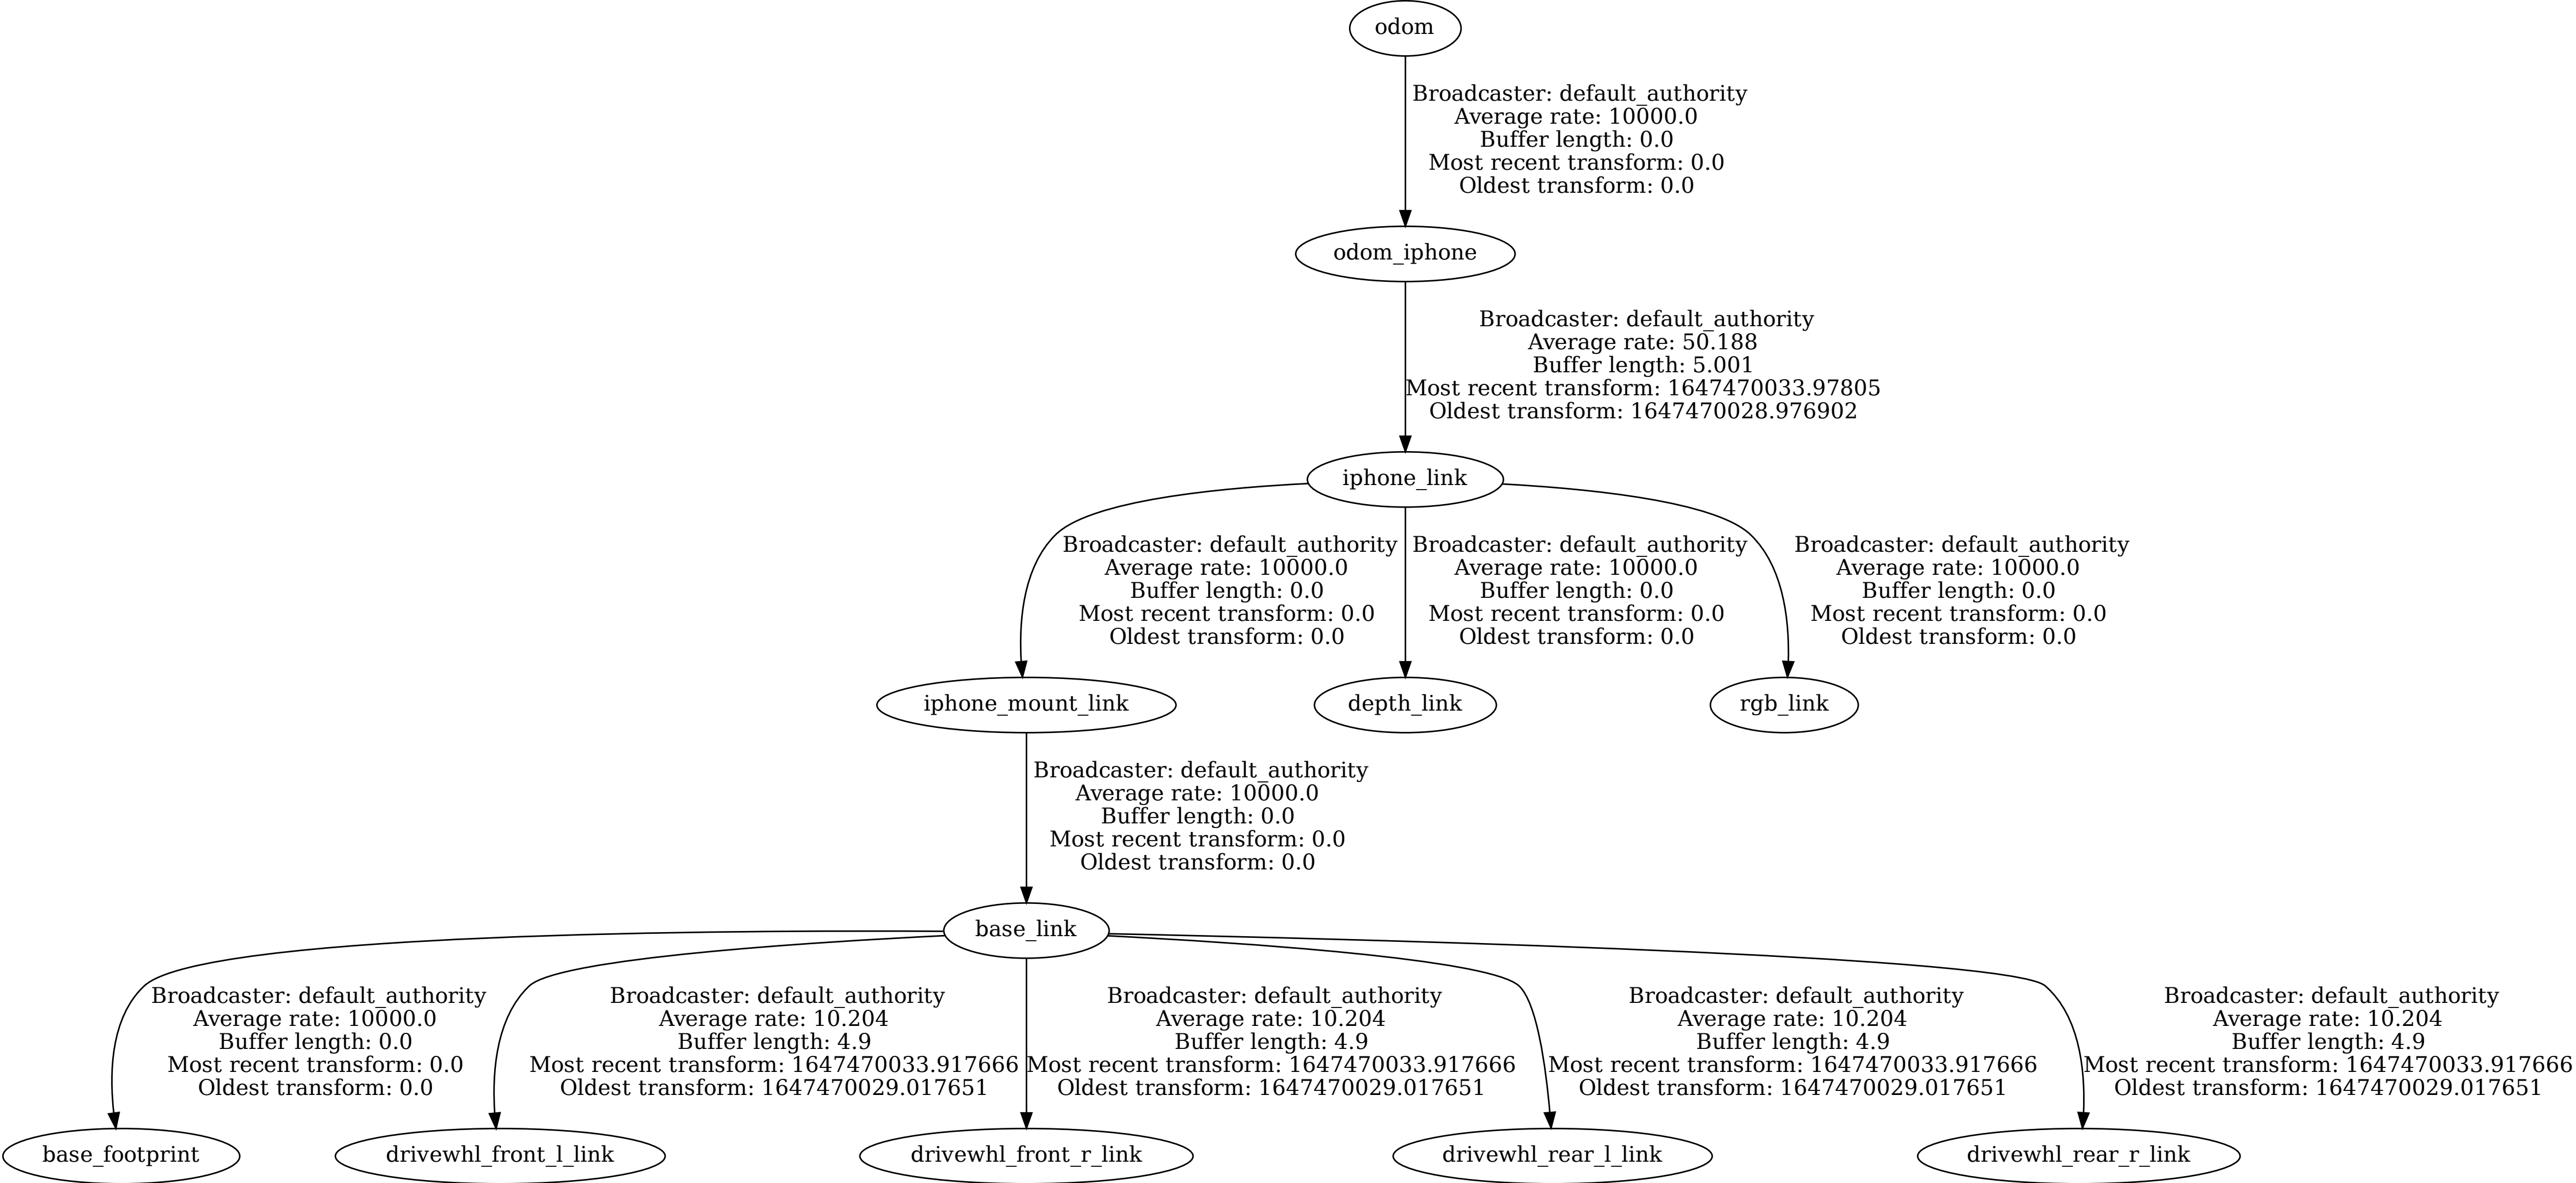 odom
Broadcaster: default_authority
Average rate: 10000.0
Buffer length: 0.0
Most recent transform: 0.0
Oldest transform: 0.0
odom_iphone
Broadcaster: default_authority
Average rate: 50.188
Buffer length: 5.001
Most recent transform: 1647470033.97805
Oldest transform: 1647470028.976902
iphone_link
Broadcaster: default_authority
Average rate: 10000.0
Buffer length: 0.0
Most recent transform: 0.0
Oldest transform: 0.0
Broadcaster: default_authority
Average rate: 10000.0
Buffer length: 0.0
Most recent transform: 0.0
Oldest transform: 0.0
Broadcaster: default_authority
Average rate: 10000.0
Buffer length: 0.0
Most recent transform: 0.0
Oldest transform: 0.0
iphone_mount_link
depth_link
rgb_link
Broadcaster: default_authority
Average rate: 10000.0
Buffer length: 0.0
Most recent transform: 0.0
Oldest transform: 0.0
base_link
Broadcaster: default_authority
Average rate: 10000.0
Buffer length: 0.0
Most recent transform: 0.0
Oldest transform: 0.0
Broadcaster: default_authority
Average rate: 10.204
Buffer length: 4.9
Most recent transform: 1647470033.917666
Oldest transform: 1647470029.017651
Broadcaster: default_authority
Average rate: 10.204
Buffer length: 4.9
Most recent transform: 1647470033.917666
Oldest transform: 1647470029.017651
Broadcaster: default_authority
Average rate: 10.204
Buffer length: 4.9
Most recent transform: 1647470033.917666
Oldest transform: 1647470029.017651
Broadcaster: default_authority
Average rate: 10.204
Buffer length: 4.9
Most recent transform: 1647470033.917666
Oldest transform: 1647470029.017651
base_footprint
drivewhl_front_l_link
drivewhl_front_r_link
drivewhl_rear_l_link
drivewhl_rear_r_link